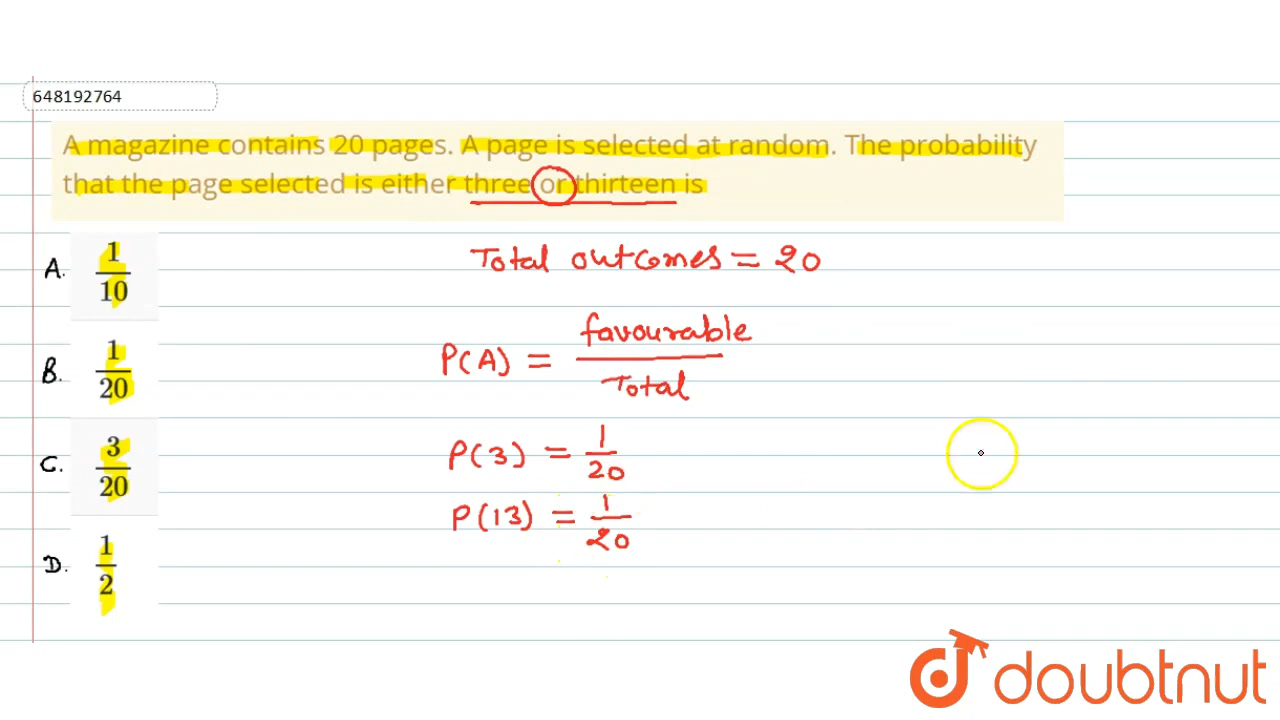 648192764
A magazine contains 20 pages. A page is selected at random. The probability
that the page selected is either three or thirteen is
Total outcomes = 20
A. 1/10
P(A) = favourable/Total
B. 1/20
C. 3/20
P(3) = 1/20
P(13) = 1/20
D. 1/2
doubtnut